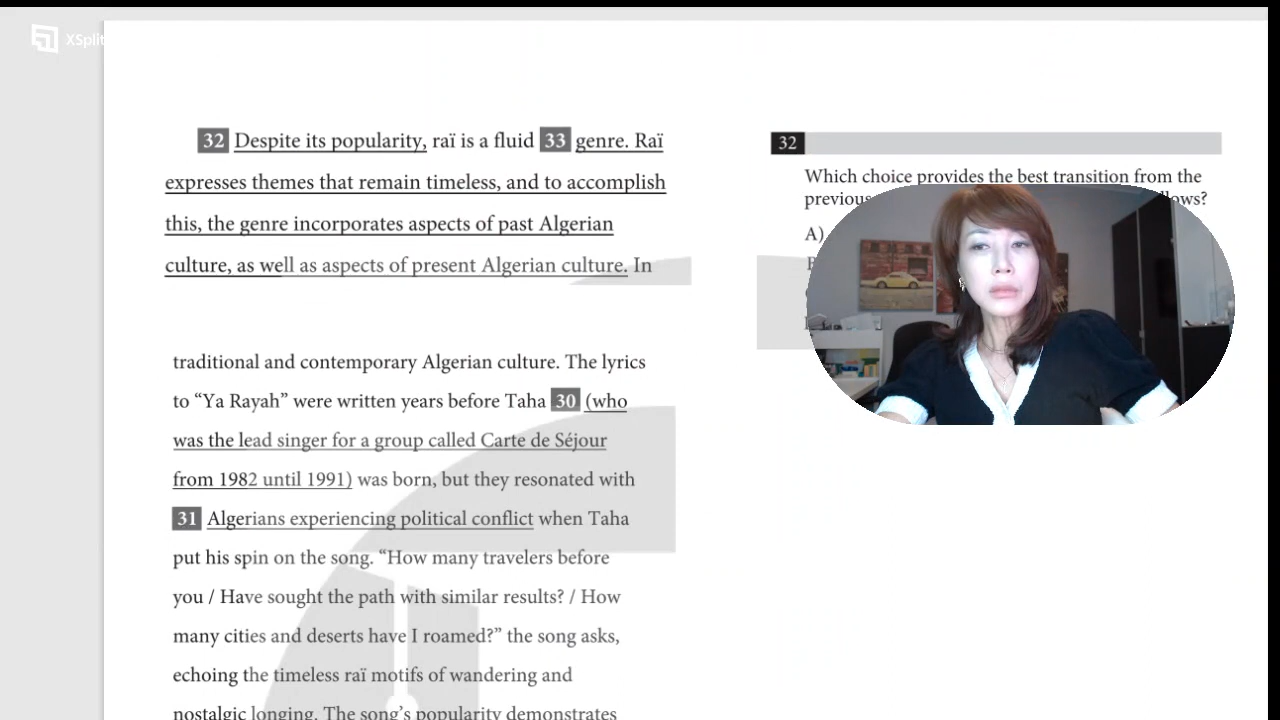 XSplit
32 Despite its popularity, raï is a fluid 33 genre. Raï
expresses themes that remain timeless, and to accomplish
this, the genre incorporates aspects of past Algerian
culture, as well as aspects of present Algerian culture. In
traditional and contemporary Algerian culture. The lyrics
to “Ya Rayah” were written years before Taha 30 (who
was the lead singer for a group called Carte de Séjour
from 1982 until 1991) was born, but they resonated with
31 Algerians experiencing political conflict when Taha
put his spin on the song. “How many travelers before
you / Have sought the path with similar results? / How
many cities and deserts have I roamed?” the song asks,
echoing the timeless raï motifs of wandering and
nostalgic longing. The song’s popularity demonstrates
32
Which choice provides the best transition from the
previous
A)